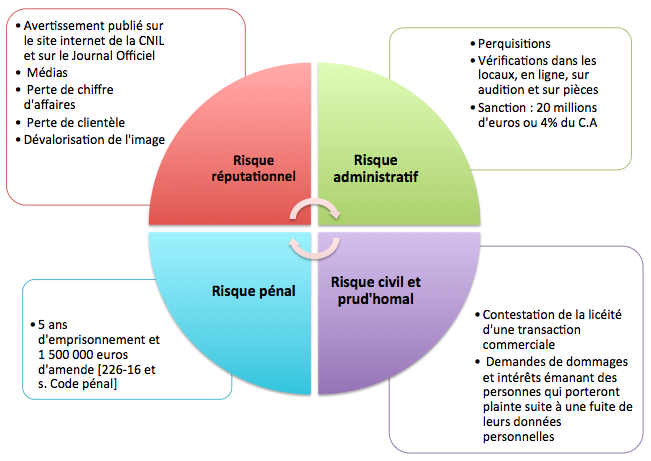 • Avertissement publié sur
le site internet de la CNIL
et sur le Journal Officiel
• Médias
• Perte de chiffre
d'affaires
• Perte de clientèle
• Dévalorisation de l'image
Risque
réputationnel
• Perquisitions
• Vérifications dans les
locaux, en ligne, sur
audition et sur pièces
• Sanction : 20 millions
d'euros ou 4% du C.A
Risque
administratif
Risque pénal
• 5 ans
d'emprisonnement et
1 500 000 euros
d'amende [226-16 et
s. Code pénal]
Risque civil et
prud'homal
• Contestation de la licéité
d'une transaction
commerciale
• Demandes de dommages
et intérêts émanant des
personnes qui porteront
plainte suite à une fuite de
leurs données
personnelles